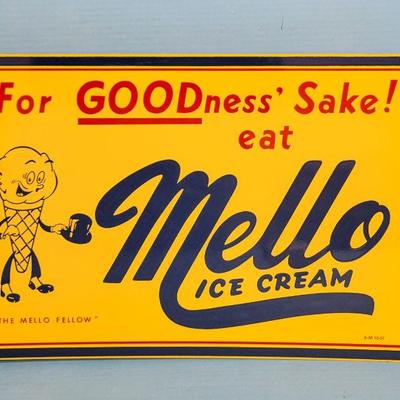 For GOODness' Sake!
eat
Mello
ICE CREAM
THE MELLO FELLOW"